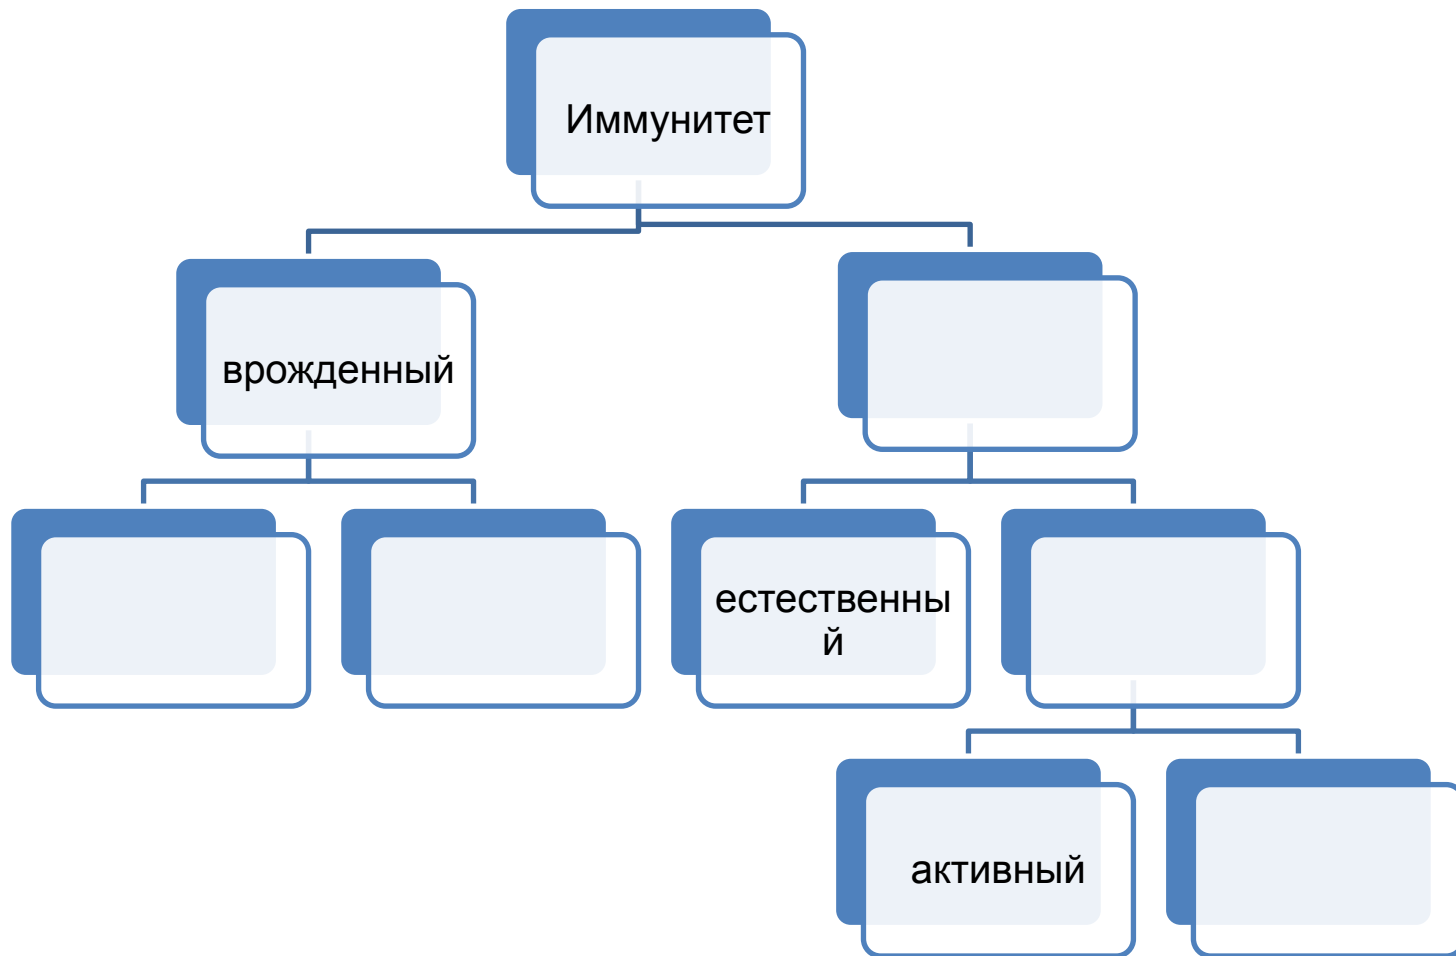 Иммунитет
врожденный
естественны
й
активный